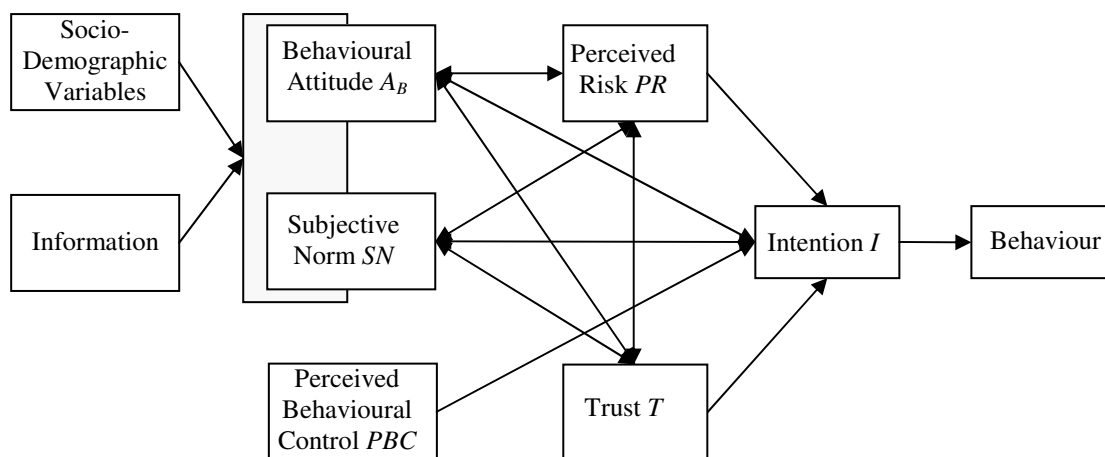 Socio-
Demographic
Variables
Behavioural
Attitude A_B
Perceived
Risk PR
Information
Subjective
Norm SN
Intention I
Behaviour
Perceived
Behavioural
Control PBC
Trust T